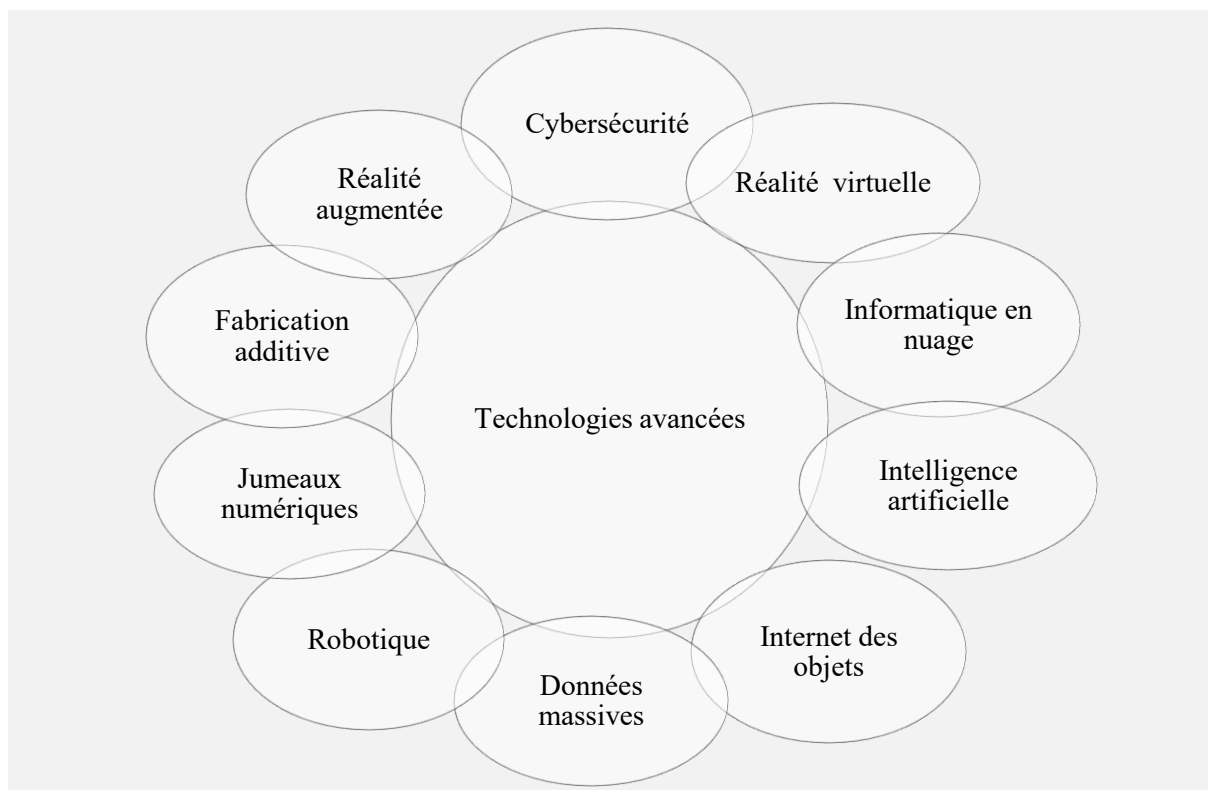 Cybersécurité
Réalité virtuelle
Informatique en
nuage
Intelligence
artificielle
Internet des
objets
Données
massives
Robotique
Jumeaux
numériques
Fabrication
additive
Réalité
augmentée
Technologies avancées